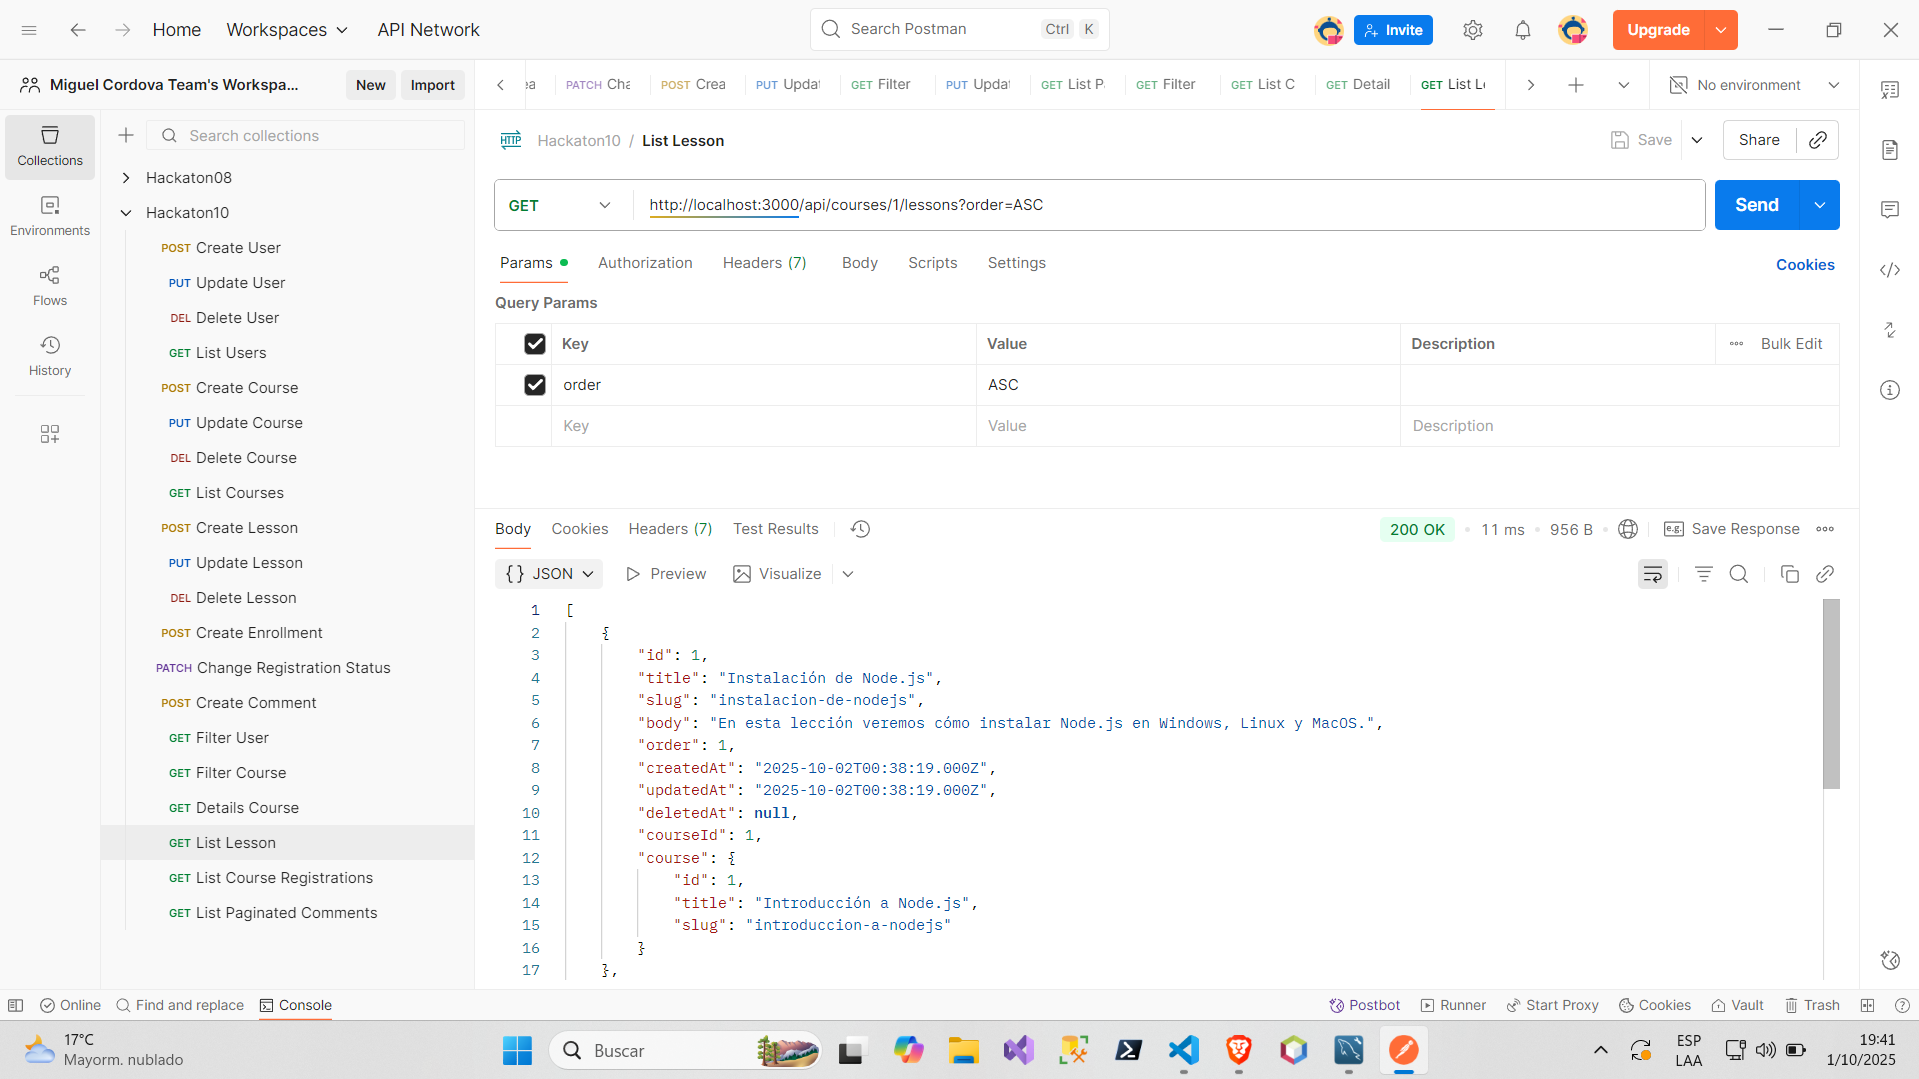 Home
Workspaces
API Network
Search Postman
Ctrl K
Invite
Upgrade
Miguel Cordova Team's Workspa...
New
Import
PATCH Cha
POST Crea
PUT Updat
GET Filter
PUT Updat
GET List P
GET Filter
GET List C
GET Detail
GET List Le
No environment
Collections
Environments
Flows
History
Search collections
Hackaton08
Hackaton10
POST Create User
PUT Update User
DEL Delete User
GET List Users
POST Create Course
PUT Update Course
DEL Delete Course
GET List Courses
POST Create Lesson
PUT Update Lesson
DEL Delete Lesson
POST Create Enrollment
PATCH Change Registration Status
POST Create Comment
GET Filter User
GET Filter Course
GET Details Course
GET List Lesson
GET List Course Registrations
GET List Paginated Comments
HTTP Hackaton10 / List Lesson
Save
Share
GET
http://localhost:3000/api/courses/1/lessons?order=ASC
Send
Params
Authorization
Headers (7)
Body
Scripts
Settings
Cookies
Query Params
Key
Value
Description
Bulk Edit
order
ASC
Key
Value
Description
Body
Cookies
Headers (7)
Test Results
200 OK
11 ms
956 B
e.g. Save Response
{} JSON
Preview
Visualize
1 [
2 {
3 "id": 1,
4 "title": "Instalación de Node.js",
5 "slug": "instalacion-de-nodejs",
6 "body": "En esta lección veremos cómo instalar Node.js en Windows, Linux y MacOS.",
7 "order": 1,
8 "createdAt": "2025-10-02T00:38:19.000Z",
9 "updatedAt": "2025-10-02T00:38:19.000Z",
10 "deletedAt": null,
11 "courseId": 1,
12 "course": {
13 "id": 1,
14 "title": "Introducción a Node.js",
15 "slug": "introduccion-a-nodejs"
16 }
17 },
Online
Find and replace
Console
Postbot
Runner
Start Proxy
Cookies
Vault
Trash
17°C
Mayorm. nublado
Buscar
ESP
LAA
19:41
1/10/2025